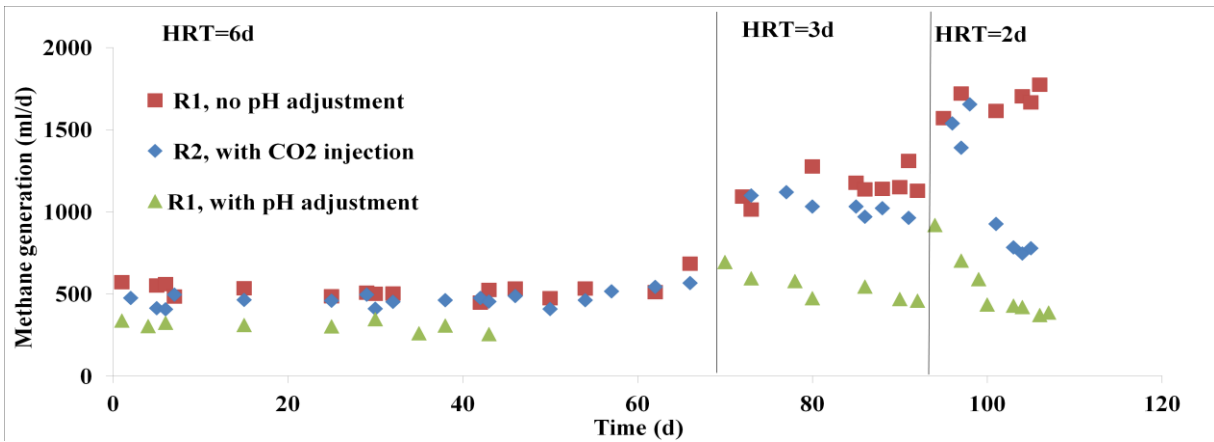 HRT=6d
HRT=3d
HRT=2d
Methane generation (ml/d)
2000
1500
1000
500
0
R1, no pH adjustment
R2, with CO2 injection
R1, with pH adjustment
0 20 40 60 80 100 120
Time (d)